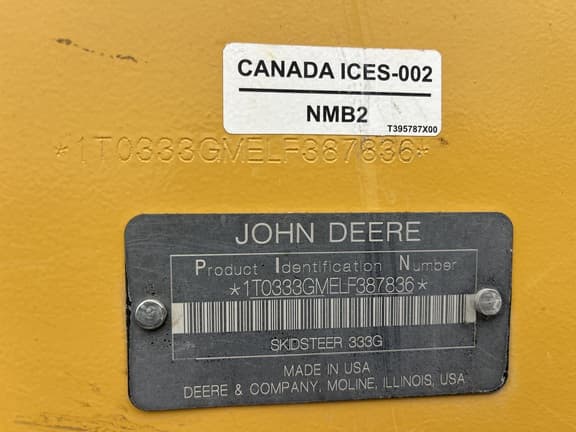 CANADA ICES-002
NMB2
T395787X00
*1T0333GMELF387836*
JOHN DEERE
Product Identification Number
*1T0333GMELF387836*
SKIDSTEER 333G
MADE IN USA
DEERE & COMPANY, MOLINE, ILLINOIS, USA